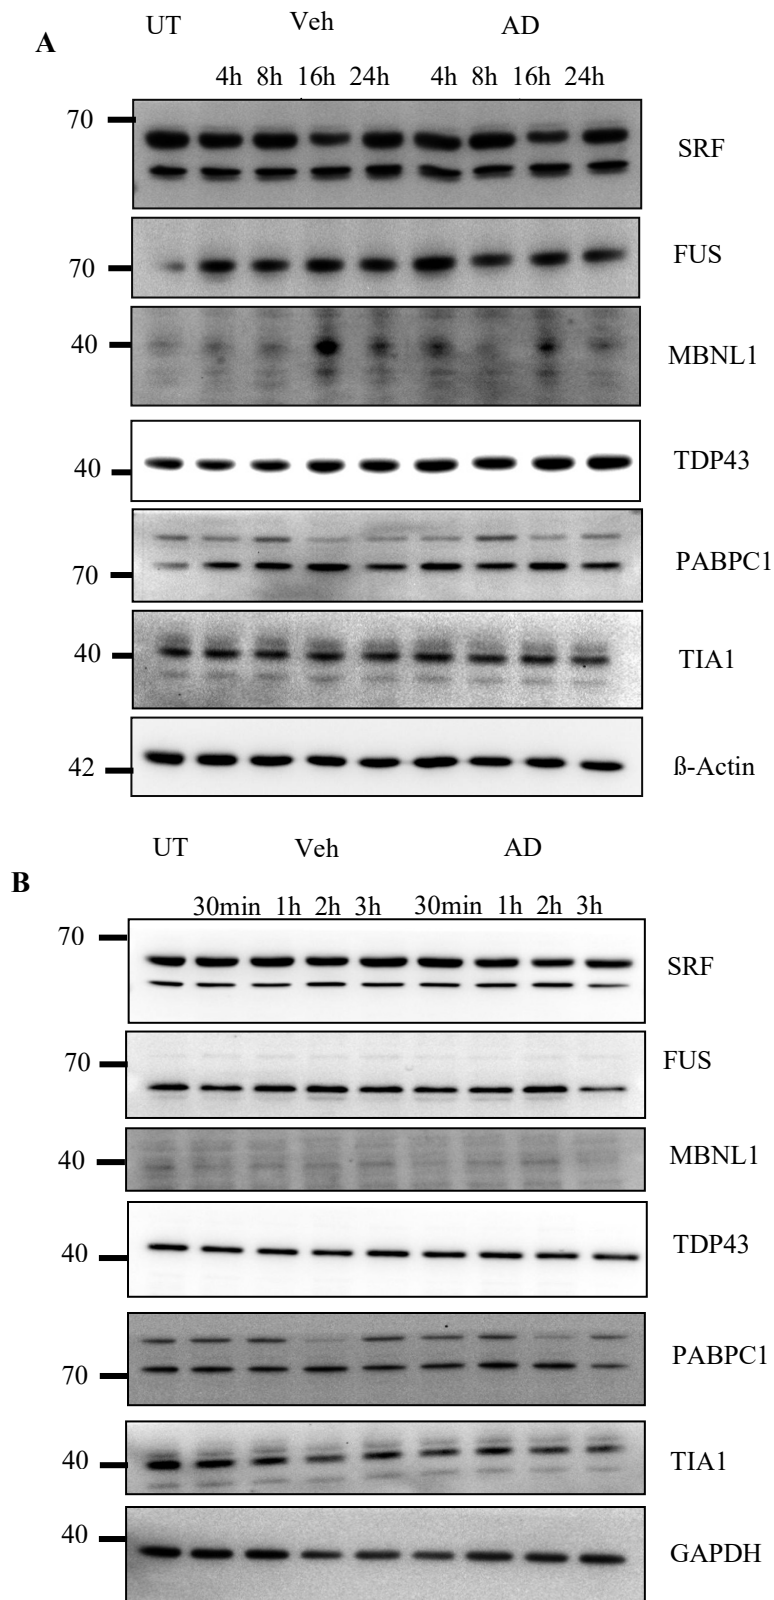 UT Veh AD
A
4h 8h 16h 24h 4h 8h 16h 24h
70 SRF
70 FUS
40 MBNL1
40 TDP43
70 PABPC1
40 TIA1
42 ß-Actin
UT Veh AD
B
30min 1h 2h 3h 30min 1h 2h 3h
70 SRF
70 FUS
40 MBNL1
40 TDP43
70 PABPC1
40 TIA1
40 GAPDH